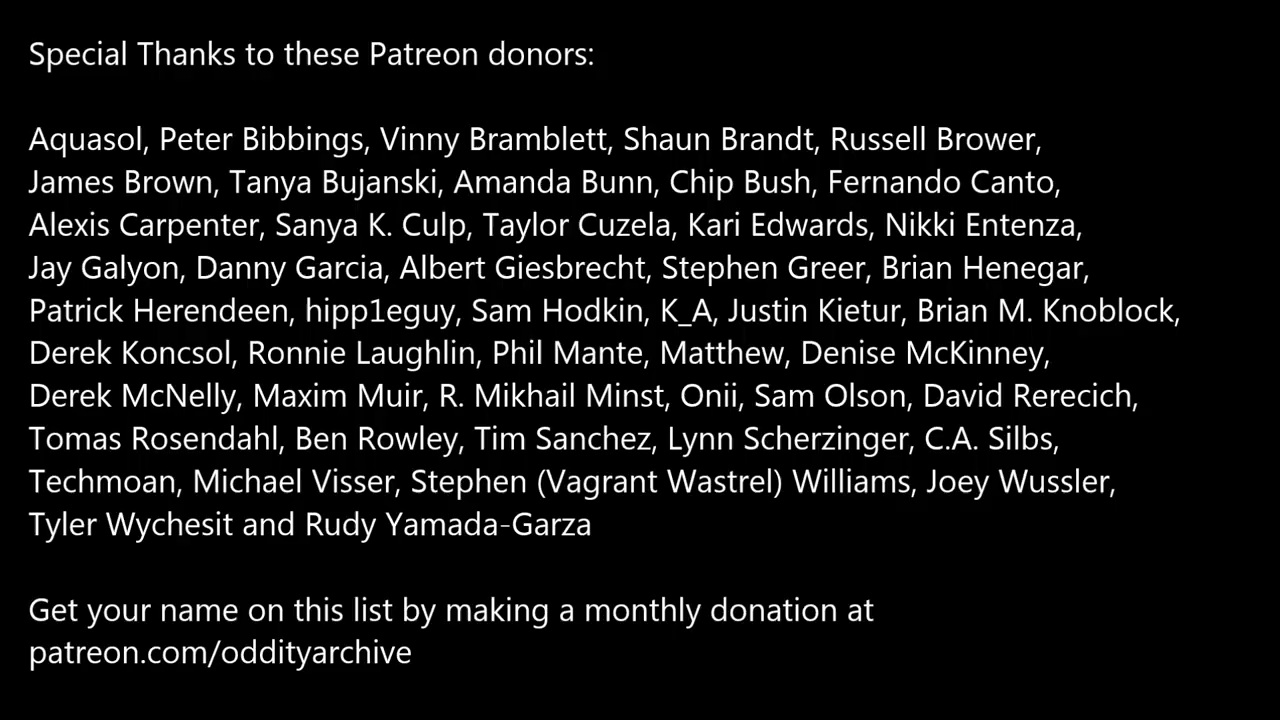 Special Thanks to these Patreon donors:
Aquasol, Peter Bibbings, Vinny Bramblett, Shaun Brandt, Russell Brower,
James Brown, Tanya Bujanski, Amanda Bunn, Chip Bush, Fernando Canto,
Alexis Carpenter, Sanya K. Culp, Taylor Cuzela, Kari Edwards, Nikki Entenza,
Jay Galyon, Danny Garcia, Albert Giesbrecht, Stephen Greer, Brian Henegar,
Patrick Herendeen, hipp1eguy, Sam Hodkin, K_A, Justin Kietur, Brian M. Knoblock,
Derek Koncsol, Ronnie Laughlin, Phil Mante, Matthew, Denise McKinney,
Derek McNelly, Maxim Muir, R. Mikhail Minst, Onii, Sam Olson, David Rerecich,
Tomas Rosendahl, Ben Rowley, Tim Sanchez, Lynn Scherzinger, C.A. Silbs,
Techmoan, Michael Visser, Stephen (Vagrant Wastrel) Williams, Joey Wussler,
Tyler Wychesit and Rudy Yamada-Garza
Get your name on this list by making a monthly donation at
patreon.com/oddityarchive